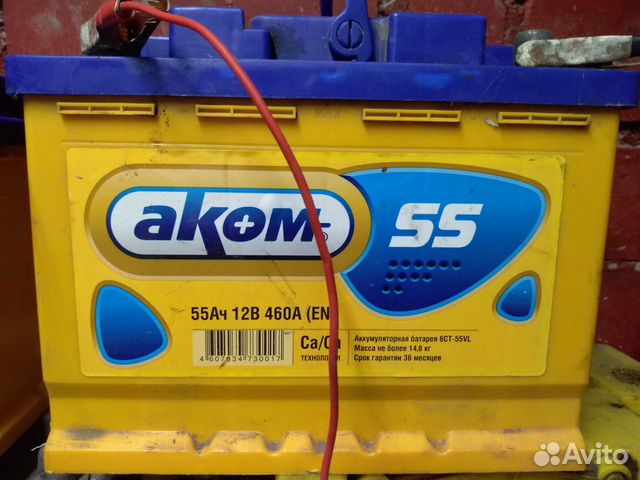 аком
55
55Ач 12В 460А (EN)
Ca/Ca
ТЕХНОЛОГИЯ
4 607034 730017
Аккумуляторная батарея 6СТ-55VL
Масса не более 14,8 кг
Срок гарантии 36 месяцев
Avito